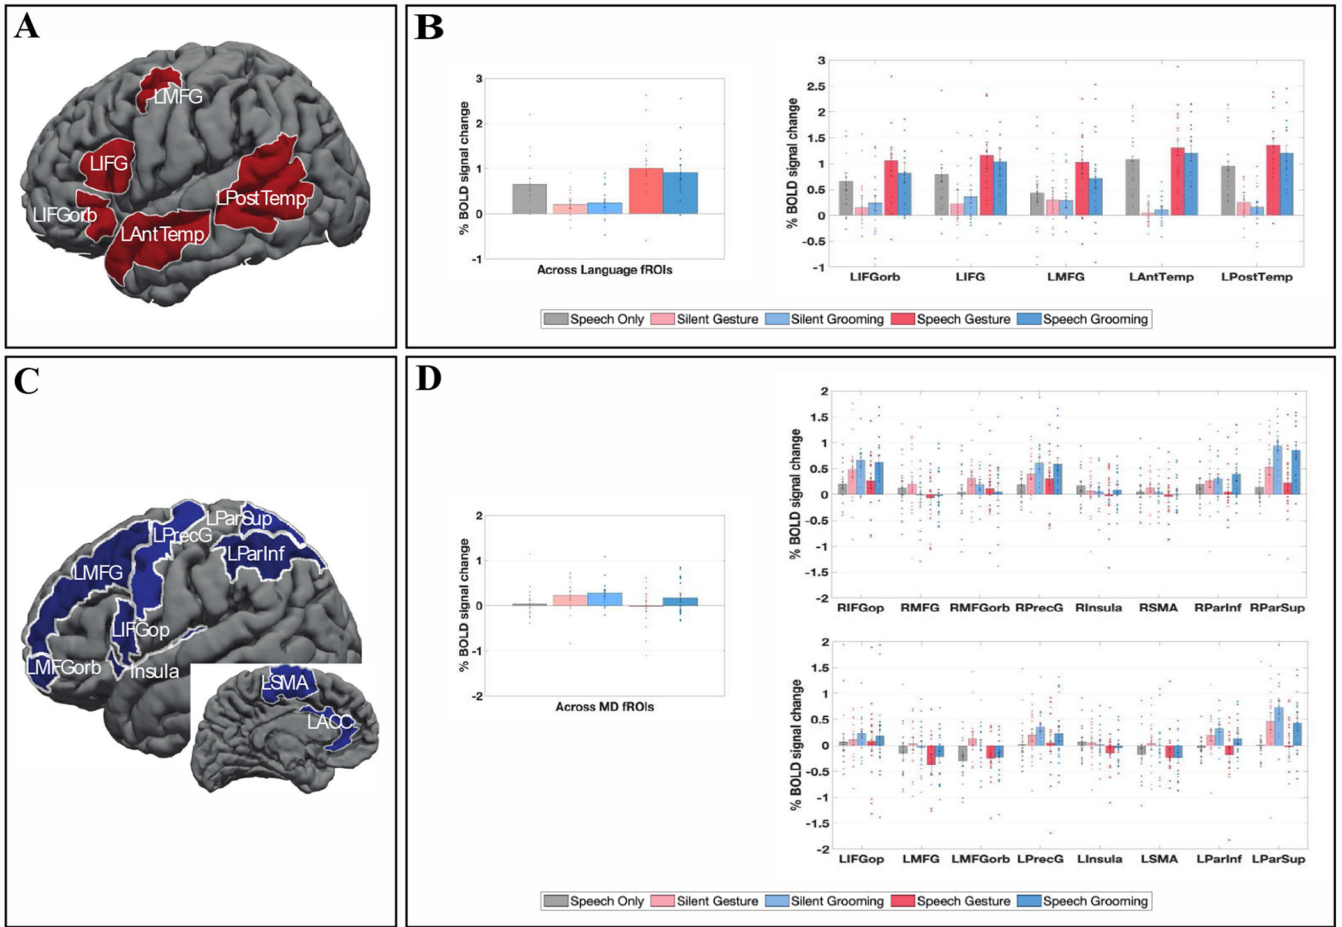 A
LMFG
LIFG
LIFGorb
LPostTemp
LAntTemp
B
3
2
1
0
-1
% BOLD signal change
Across Language fROIs
3
2.5
2
1.5
1
0.5
0
-0.5
-1
% BOLD signal change
LIFGorb LIFG LMFG LAntTemp LPostTemp
Speech Only Silent Gesture Silent Grooming Speech Gesture Speech Grooming
C
LParSup
LPrecG
LParInf
LMFG
LIFGop
LMFGorb
Insula
LSMA
LACC
D
2
1
0
-1
-2
% BOLD signal change
Across MD fROIs
2
1.5
1
0.5
0
-0.5
-1
-1.5
-2
% BOLD signal change
RIFGop RMFG RMFGorb RPrecG RInsula RSMA RParInf RParSup
2
1.5
1
0.5
0
-0.5
-1
-1.5
-2
% BOLD signal change
LIFGop LMFG LMFGorb LPrecG LInsula LSMA LParInf LParSup
Speech Only Silent Gesture Silent Grooming Speech Gesture Speech Grooming